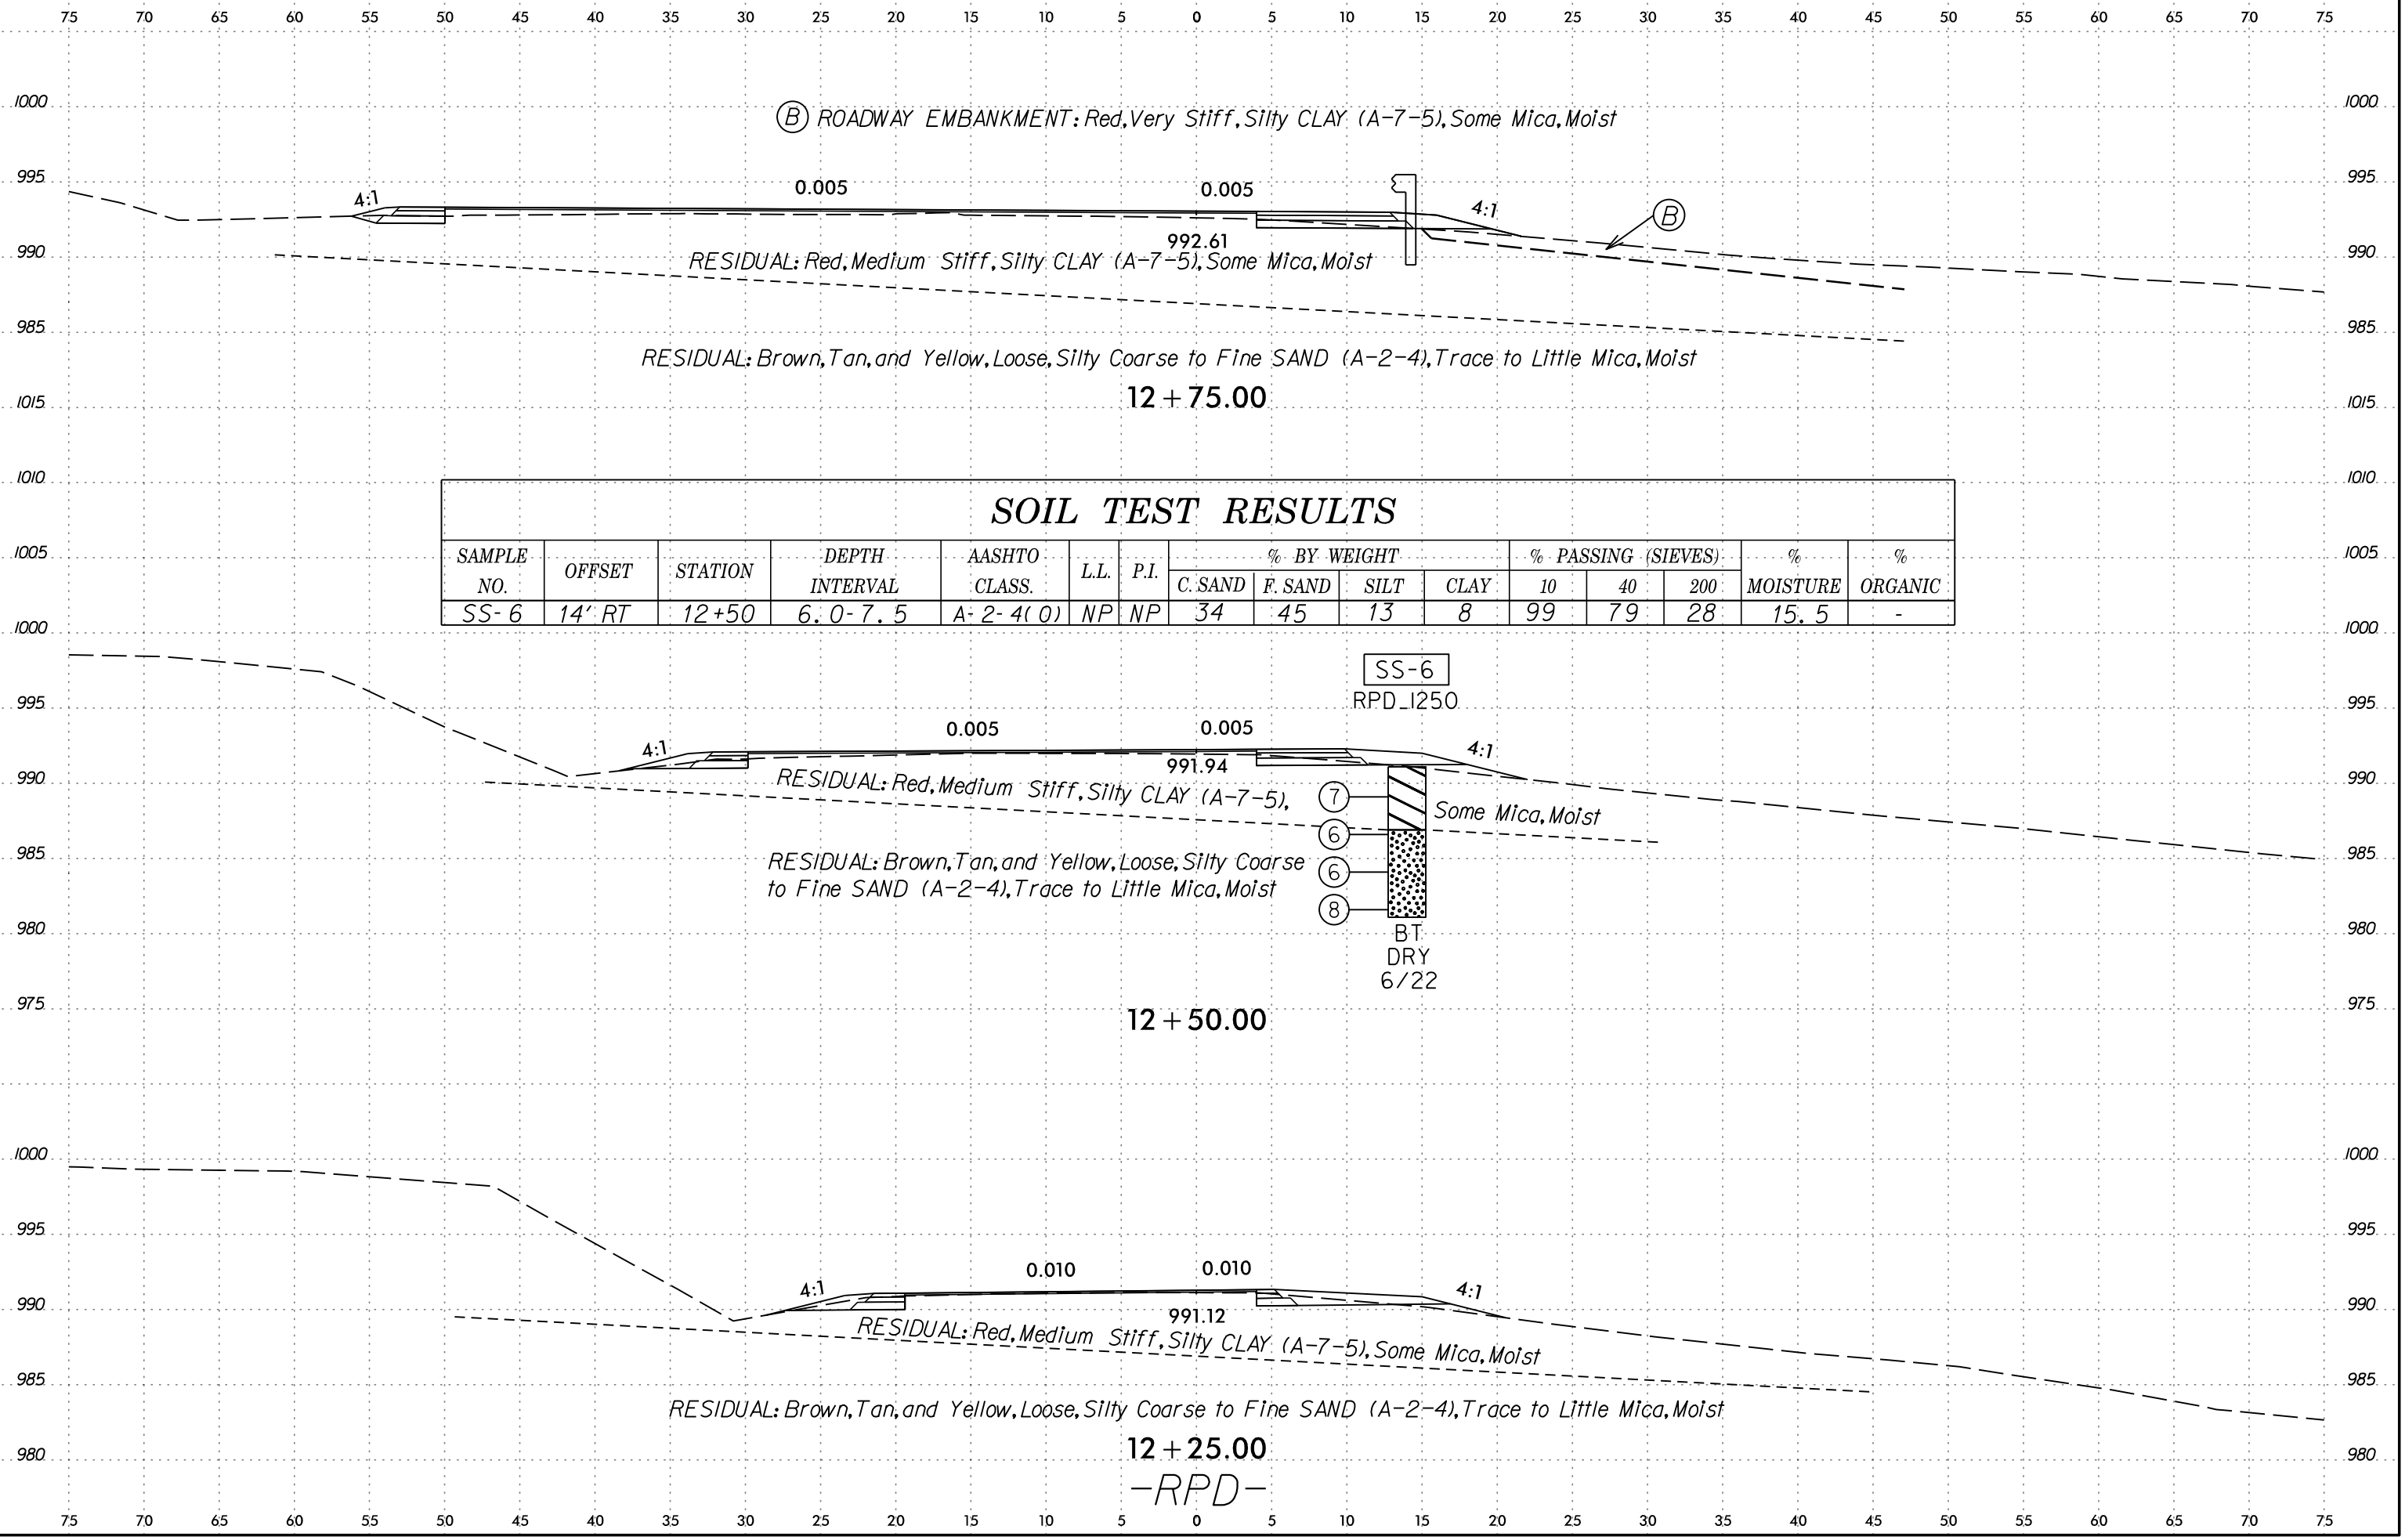 75 70 65 60 55 50 45 40 35 30 25 20 15 10 5 0 5 10 15 20 25 30 35 40 45 50 55 60 65 70 75
1000 1000
Ⓑ ROADWAY EMBANKMENT: Red, Very Stiff, Silty CLAY (A-7-5), Some Mica, Moist
995 995
4:1 0.005 0.005 4:1 Ⓑ
990 992.61 990
RESIDUAL: Red, Medium Stiff, Silty CLAY (A-7-5), Some Mica, Moist
985 985
RESIDUAL: Brown, Tan, and Yellow, Loose, Silty Coarse to Fine SAND (A-2-4), Trace to Little Mica, Moist
12+75.00
1015 1015
1010 1010
SOIL TEST RESULTS
1005 1005
SAMPLE NO. OFFSET STATION DEPTH INTERVAL AASHTO CLASS. L.L. P.I. % BY WEIGHT % PASSING (SIEVES) % MOISTURE % ORGANIC
C. SAND F. SAND SILT CLAY 10 40 200
SS-6 14' RT 12+50 6.0-7.5 A-2-4(0) NP NP 34 45 13 8 99 79 28 15.5 -
1000 1000
SS-6
RPD_1250
995 995
4:1 0.005 0.005 4:1
990 991.94 990
RESIDUAL: Red, Medium Stiff, Silty CLAY (A-7-5), ⑦ Some Mica, Moist
⑥
985 985
RESIDUAL: Brown, Tan, and Yellow, Loose, Silty Coarse ⑥
to Fine SAND (A-2-4), Trace to Little Mica, Moist
⑧
980 980
BT
DRY
6/22
975 975
12+50.00
1000 1000
995 995
4:1 0.010 0.010 4:1
990 991.12 990
RESIDUAL: Red, Medium Stiff, Silty CLAY (A-7-5), Some Mica, Moist
985 985
RESIDUAL: Brown, Tan, and Yellow, Loose, Silty Coarse to Fine SAND (A-2-4), Trace to Little Mica, Moist
12+25.00
980 980
-RPD-
75 70 65 60 55 50 45 40 35 30 25 20 15 10 5 0 5 10 15 20 25 30 35 40 45 50 55 60 65 70 75